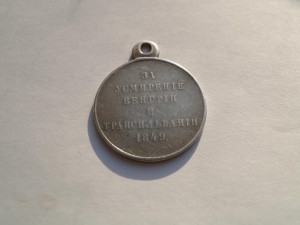 ЗА
УСМИРЕНІЕ
ВЕНГРІИ
И
ТРАНСИЛЬВАНІИ
1849.